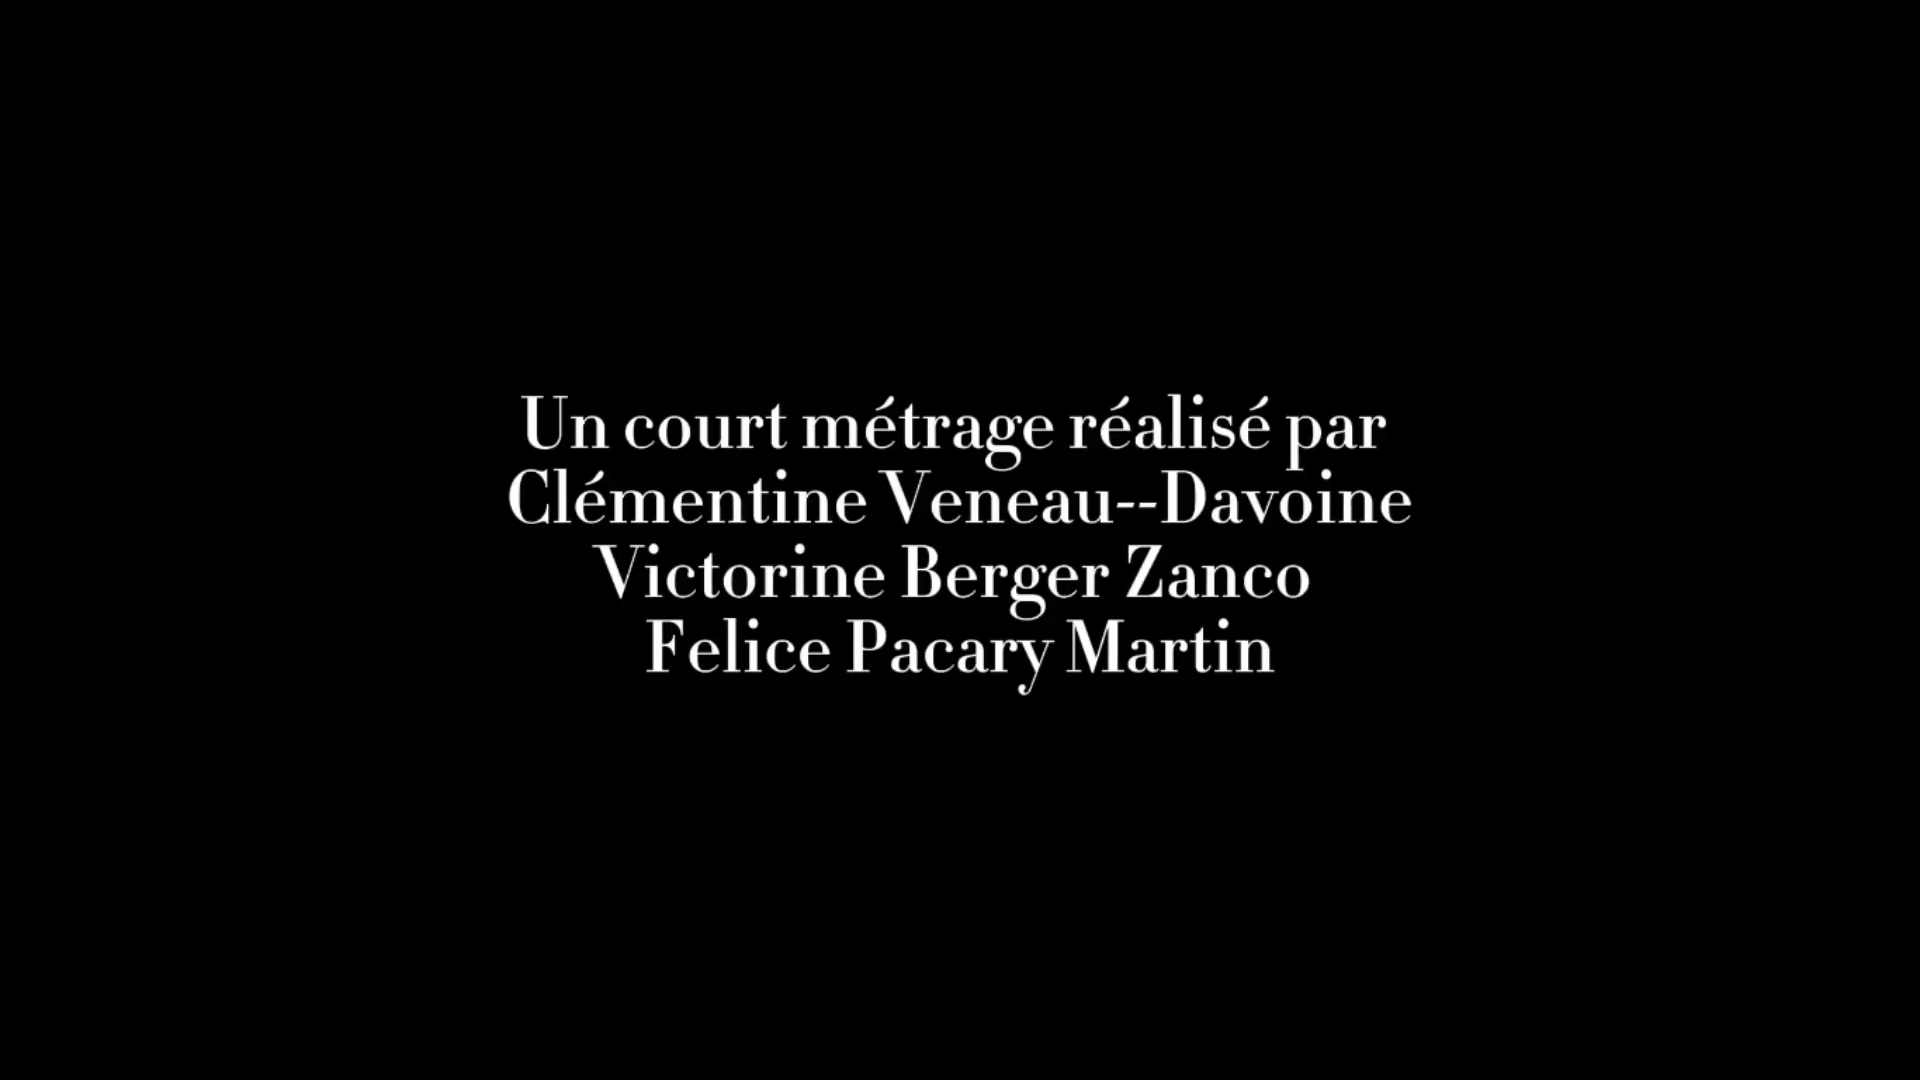 Un court métrage réalisé par
Clémentine Veneau--Davoine
Victorine Berger Zanco
Felice Pacary Martin